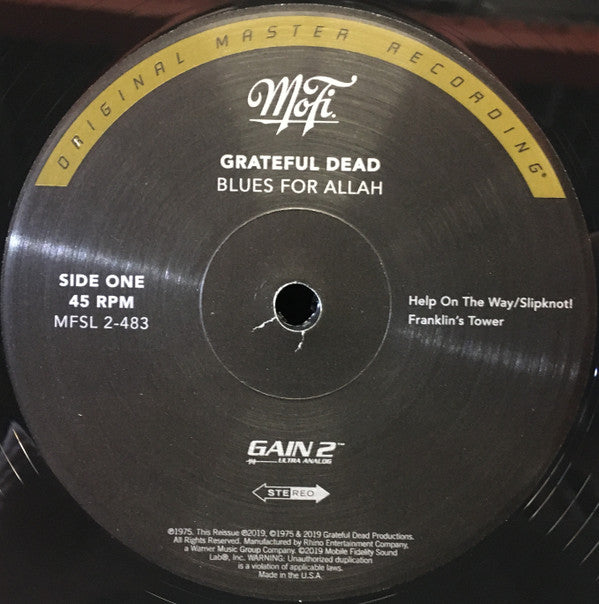 ORIGINAL MASTER RECORDING®
MoFi®
GRATEFUL DEAD
BLUES FOR ALLAH
SIDE ONE
45 RPM
MFSL 2-483
Help On The Way/Slipknot!
Franklin's Tower
GAIN 2™
ULTRA ANALOG
STEREO
℗1975. This Reissue ℗2019, ©1975 & 2019 Grateful Dead Productions.
All Rights Reserved. Manufactured by Rhino Entertainment Company,
a Warner Music Group Company. ©2019 Mobile Fidelity Sound
Lab®, Inc. WARNING: Unauthorized duplication
is a violation of applicable laws.
Made in the U.S.A.